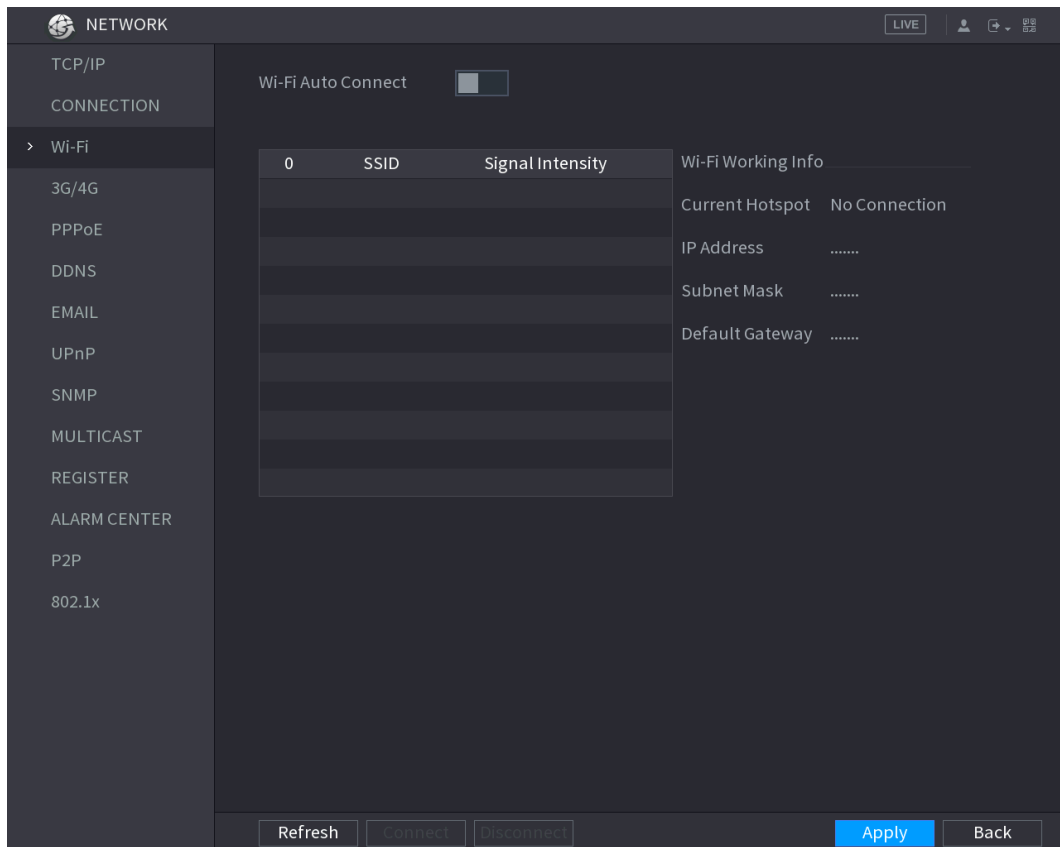 NETWORK
LIVE
TCP/IP
CONNECTION
Wi-Fi
3G/4G
PPPoE
DDNS
EMAIL
UPnP
SNMP
MULTICAST
REGISTER
ALARM CENTER
P2P
802.1x
Wi-Fi Auto Connect
0 SSID Signal Intensity
Wi-Fi Working Info
Current Hotspot No Connection
IP Address .......
Subnet Mask .......
Default Gateway .......
Refresh Connect Disconnect Apply Back